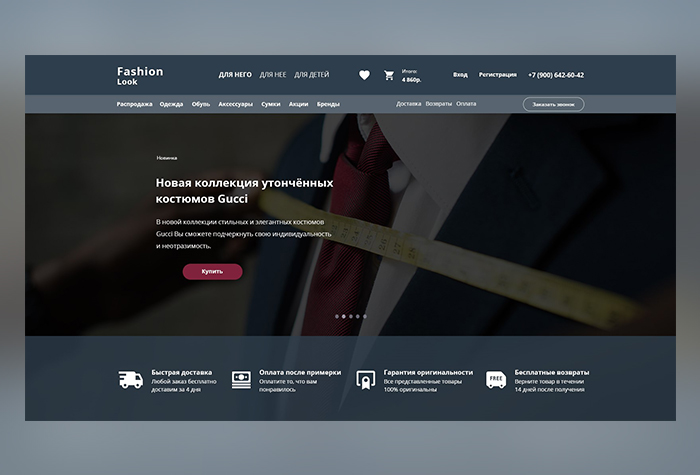 Fashion
Look
ДЛЯ НЕГО ДЛЯ НЕЕ ДЛЯ ДЕТЕЙ
Итого:
4 860р.
Вход Регистрация +7 (900) 642-60-42
Распродажа Одежда Обувь Аксессуары Сумки Акции Бренды
Доставка Возвраты Оплата
Заказать звонок
Новинка
Новая коллекция утончённых
костюмов Gucci
В новой коллекции стильных и элегантных костюмов
Gucci Вы сможете подчеркнуть свою индивидуальность
и неотразимость.
Купить
Быстрая доставка
Любой заказ бесплатно
доставим за 4 дня
Оплата после примерки
Оплатите то, что вам
понравилось
Гарантия оригинальности
Все представленные товары
100% оригинальны
FREE
Бесплатные возвраты
Верните товар в течении
14 дней после получения